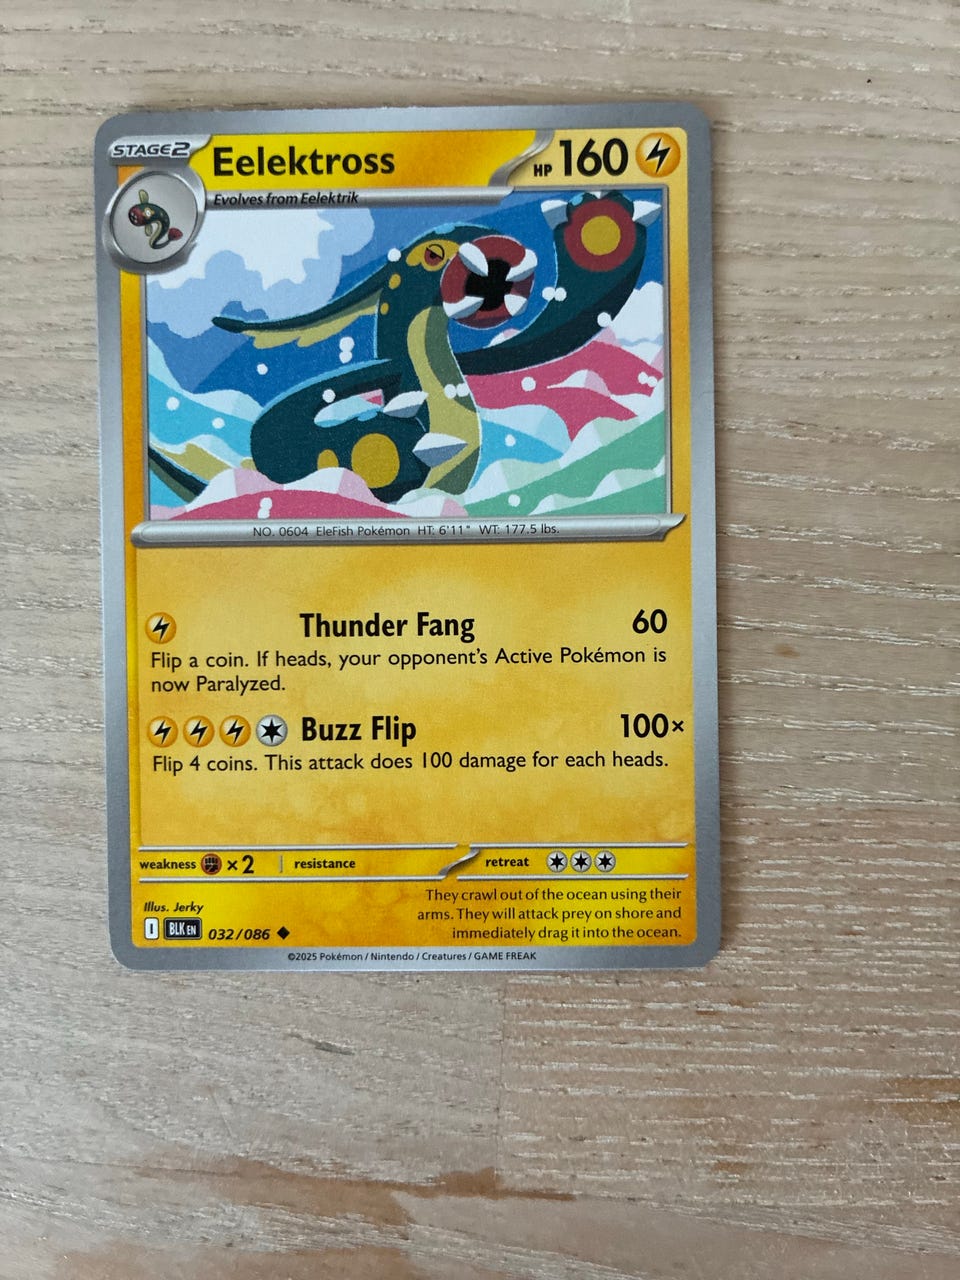 STAGE2 Eelektross HP 160
Evolves from Eelektrik
NO. 0604 EleFish Pokémon HT: 6'11" WT: 177.5 lbs.
Thunder Fang 60
Flip a coin. If heads, your opponent's Active Pokémon is
now Paralyzed.
Buzz Flip 100×
Flip 4 coins. This attack does 100 damage for each heads.
weakness ×2 resistance retreat
They crawl out of the ocean using their
arms. They will attack prey on shore and
immediately drag it into the ocean.
Illus. Jerky
I BLK EN 032/086
©2025 Pokémon / Nintendo / Creatures / GAME FREAK